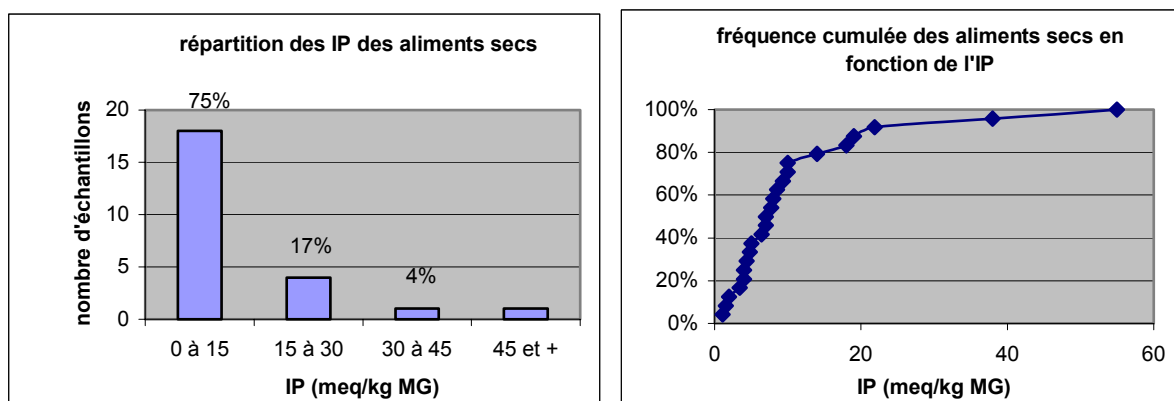 répartition des IP des aliments secs
nombre d'échantillons
20
15
10
5
0
75%
17%
4%
0 à 15
15 à 30
30 à 45
45 et +
IP (meq/kg MG)
fréquence cumulée des aliments secs en
fonction de l'IP
100%
80%
60%
40%
20%
0%
0
20
40
60
IP (meq/kg MG)